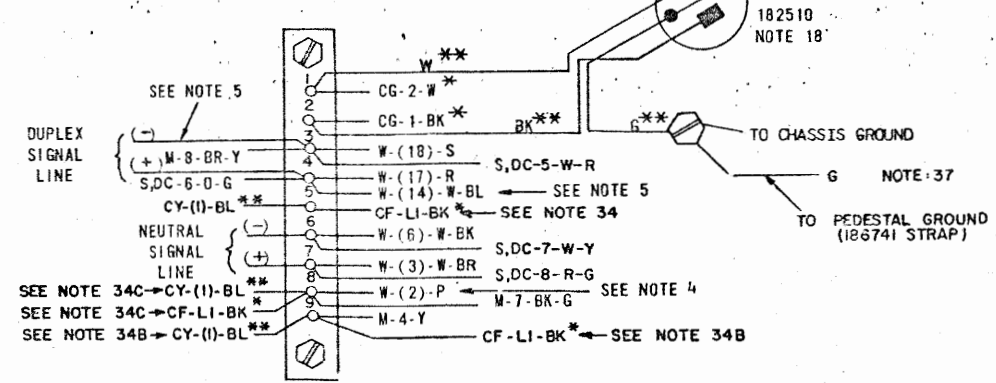 182510
NOTE 18
W**
1
CG-2-W*
SEE NOTE 5
2
CG-1-BK*
BK**
G**
TO CHASSIS GROUND
DUPLEX
SIGNAL
LINE
(-)
3
M-8-BR-Y
W-(18)-S
(+)
4
S,DC-5-W-R
S,DC-6-O-G
W-(17)-R
G
NOTE:37
5
W-(14)-W-BL
SEE NOTE 5
CY-(1)-BL**
CF-L1-BK*
SEE NOTE 34
TO PEDESTAL GROUND
(186741 STRAP)
NEUTRAL
SIGNAL
LINE
(-)
6
W-(6)-W-BK
S,DC-7-W-Y
7
(+)
W-(3)-W-BR
S,DC-8-R-G
8
SEE NOTE 34C
CY-(1)-BL**
W-(2)-P
SEE NOTE 4
M-7-BK-G
SEE NOTE 34C
CF-L1-BK*
9
M-4-Y
SEE NOTE 34B
CY-(1)-BL**
CF-L1-BK*
SEE NOTE 34B